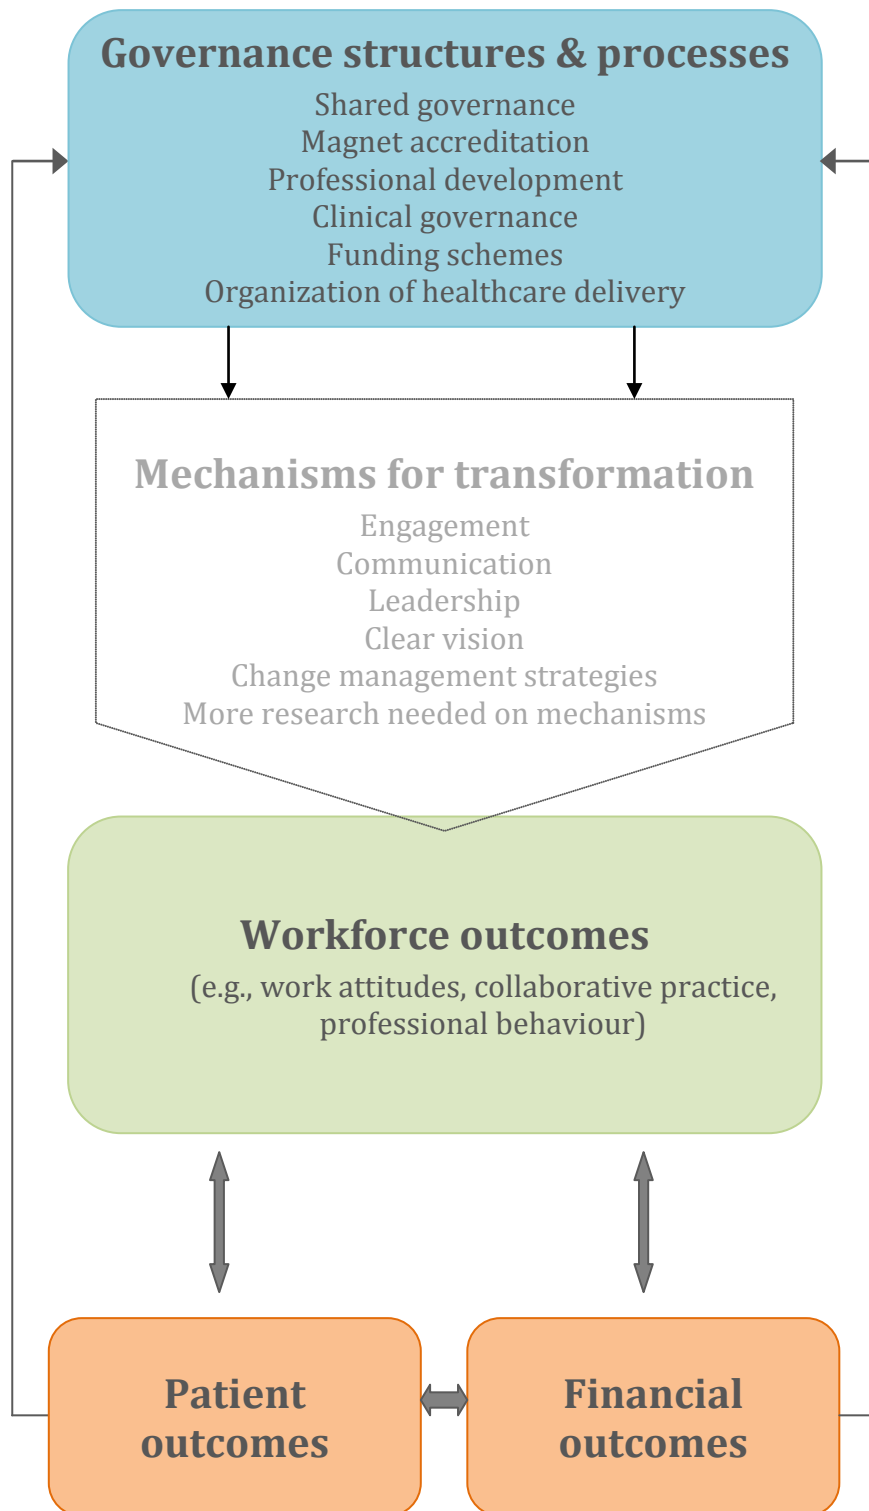 Governance structures & processes
Shared governance
Magnet accreditation
Professional development
Clinical governance
Funding schemes
Organization of healthcare delivery
Mechanisms for transformation
Engagement
Communication
Leadership
Clear vision
Change management strategies
More research needed on mechanisms
Workforce outcomes
(e.g., work attitudes, collaborative practice,
professional behaviour)
Patient
outcomes
Financial
outcomes